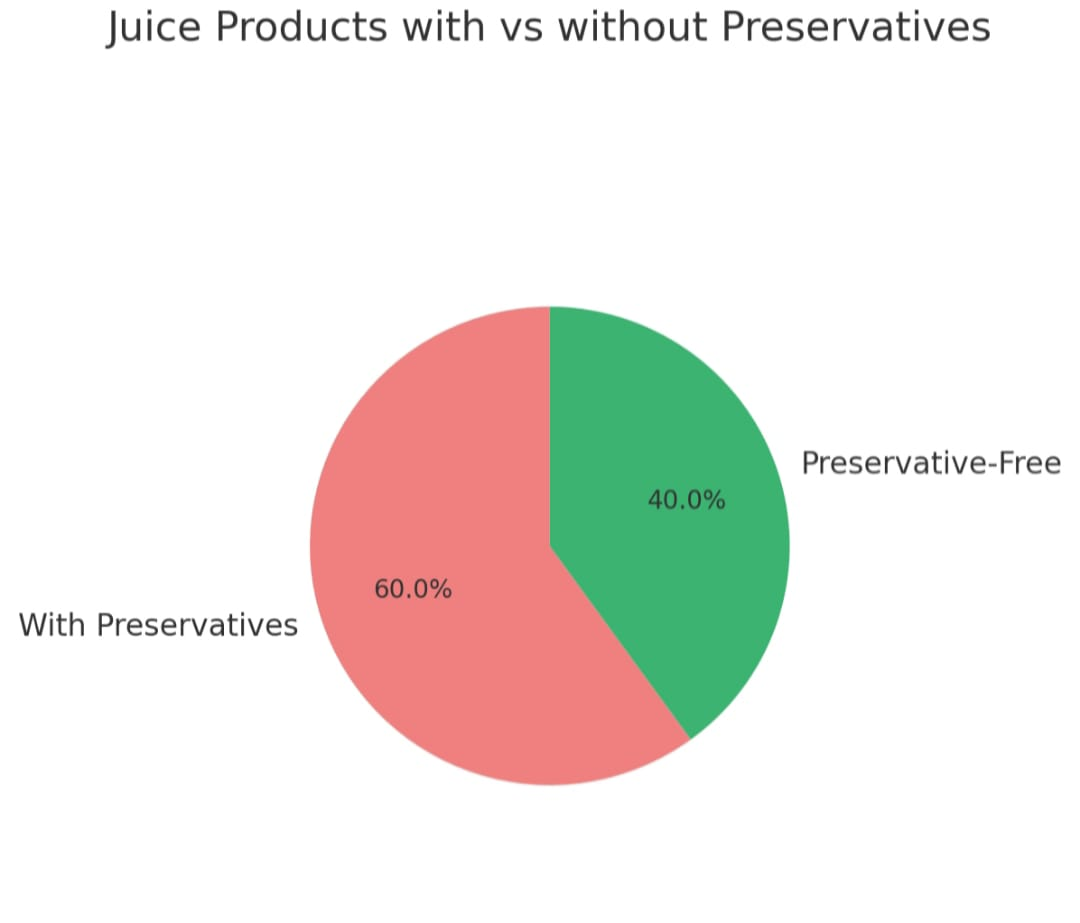 Juice Products with vs without Preservatives
Preservative-Free
40.0%
60.0%
With Preservatives